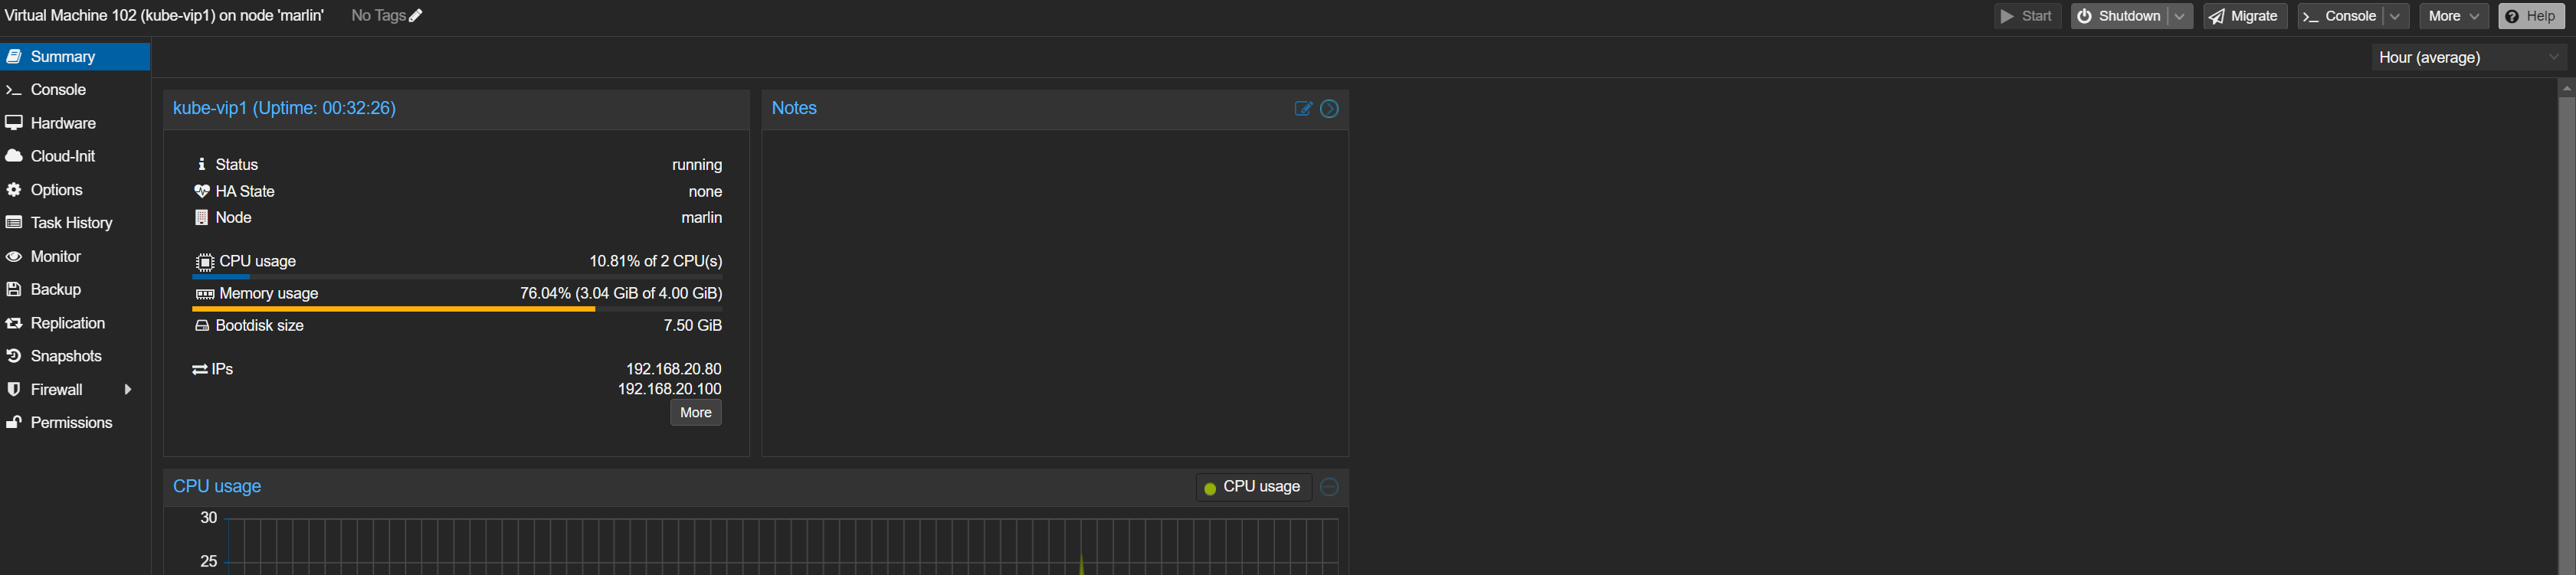 Virtual Machine 102 (kube-vip1) on node 'marlin' No Tags Start Shutdown Migrate Console More Help
Hour (average)
Summary
Console
Hardware
Cloud-Init
Options
Task History
Monitor
Backup
Replication
Snapshots
Firewall
Permissions
kube-vip1 (Uptime: 00:32:26)
Status running
HA State none
Node marlin
CPU usage 10.81% of 2 CPU(s)
Memory usage 76.04% (3.04 GiB of 4.00 GiB)
Bootdisk size 7.50 GiB
IPs 192.168.20.80
192.168.20.100
More
Notes
CPU usage CPU usage
30
25